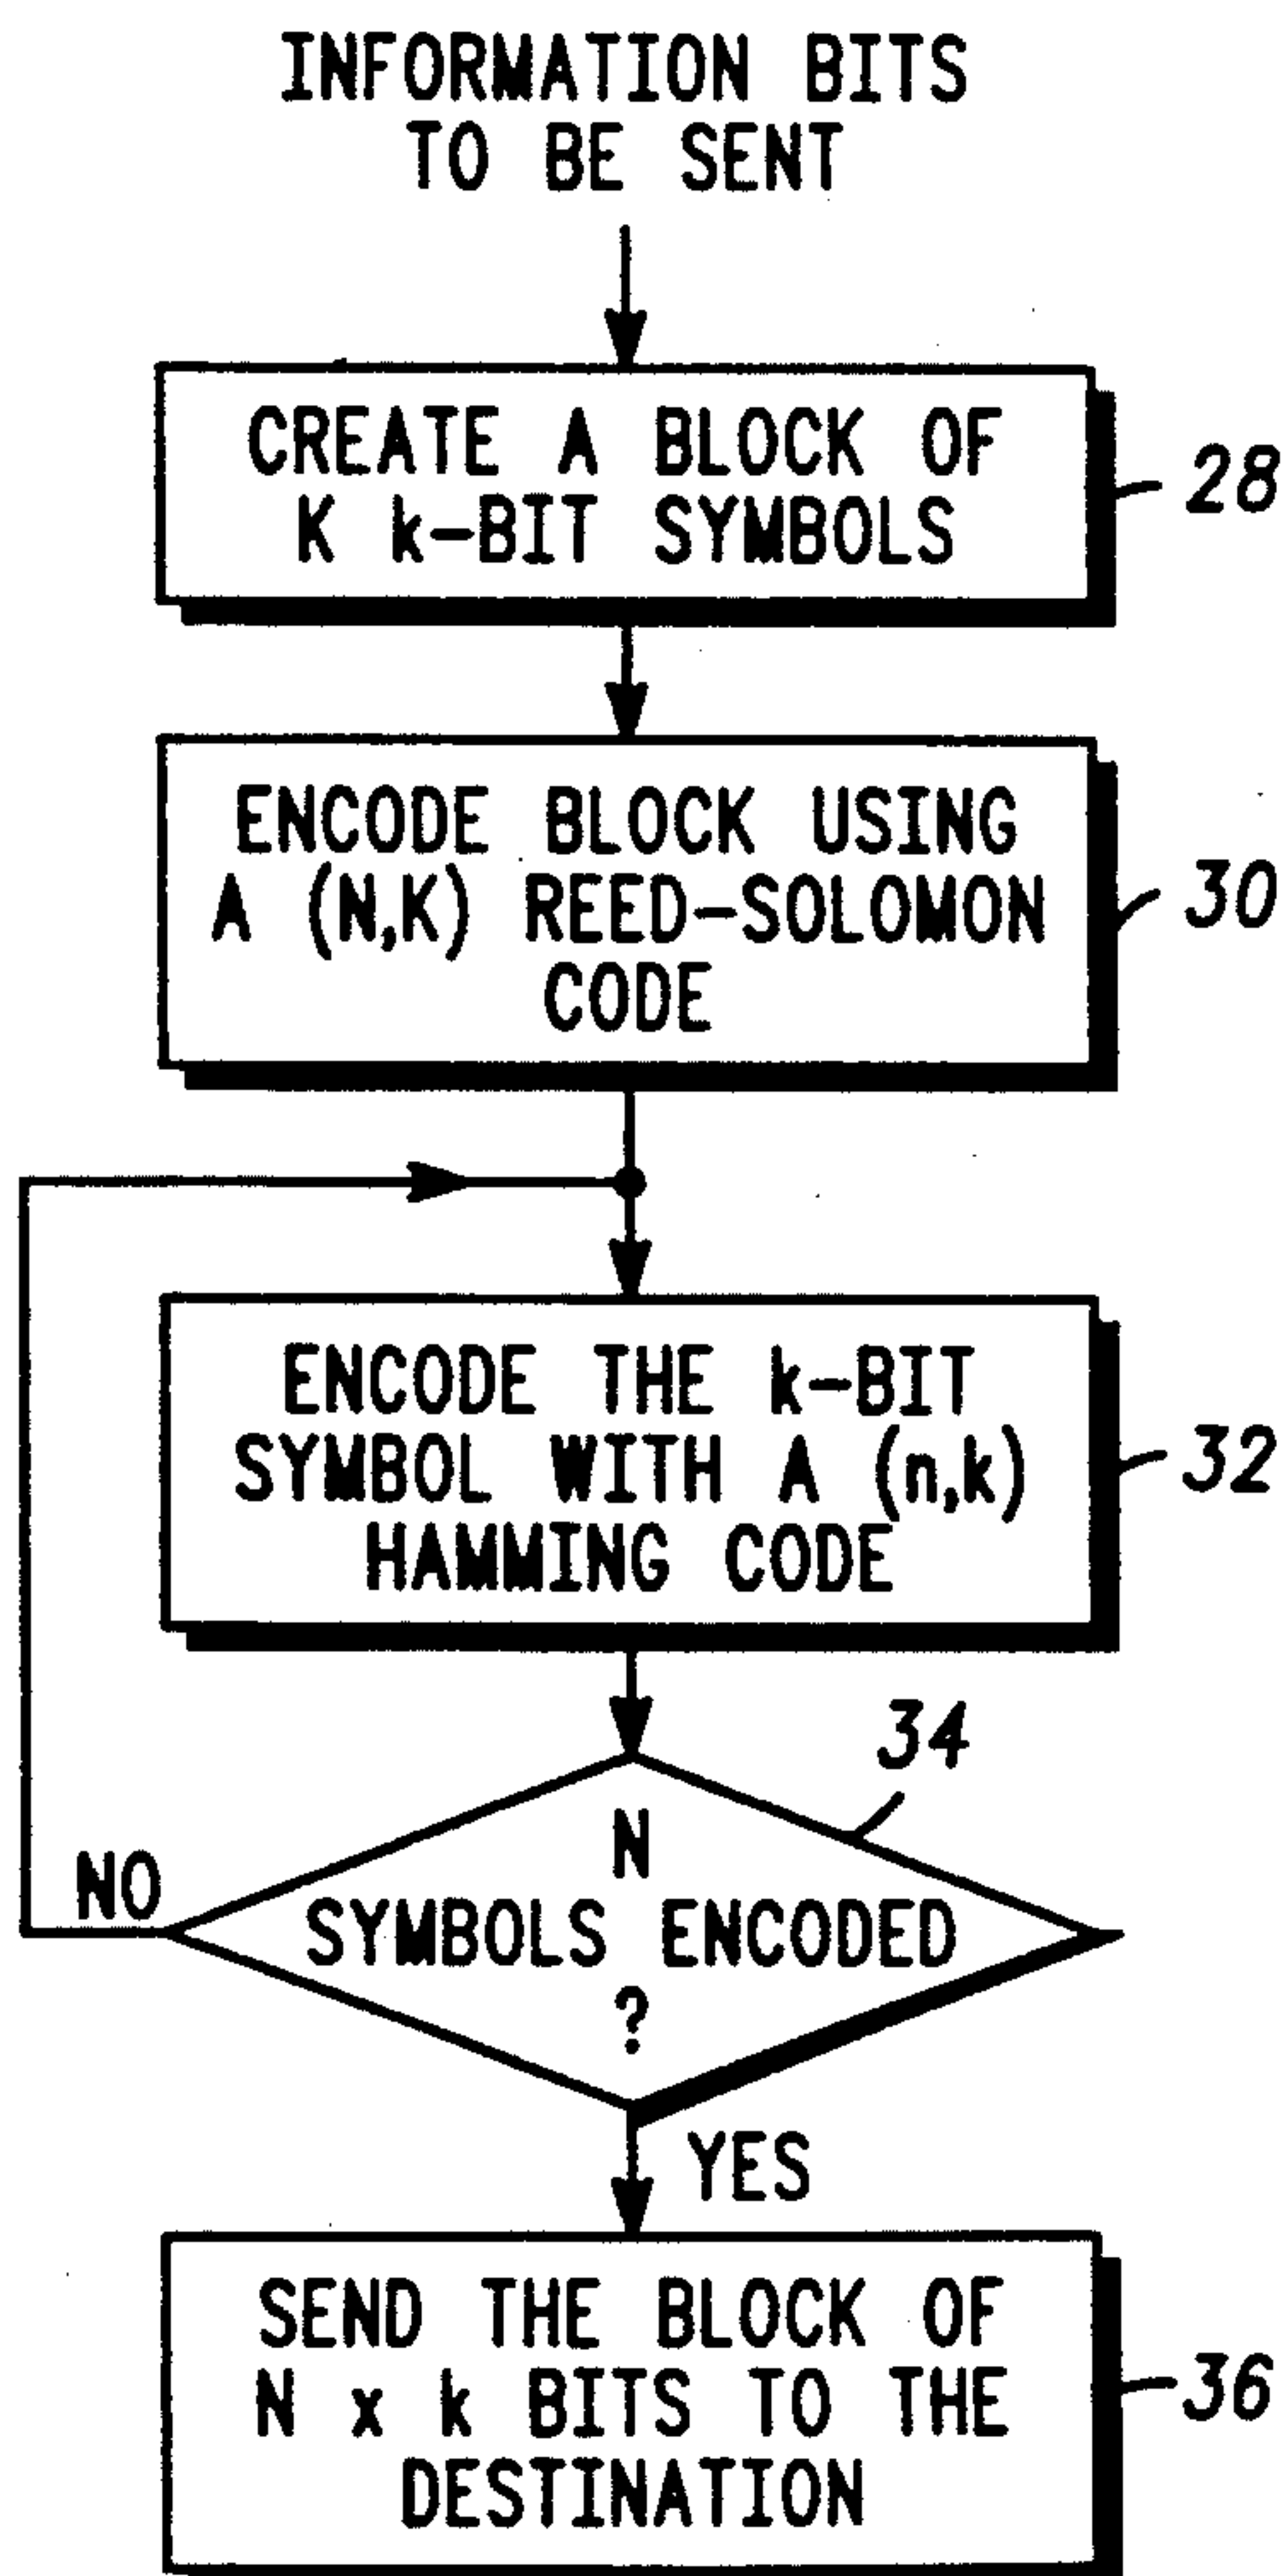 INFORMATION BITS
TO BE SENT
CREATE A BLOCK OF
K k-BIT SYMBOLS
28
ENCODE BLOCK USING
A (N,K) REED-SOLOMON
CODE
30
ENCODE THE k-BIT
SYMBOL WITH A (n,k)
HAMMING CODE
32
34
N
SYMBOLS ENCODED
?
NO
YES
SEND THE BLOCK OF
N x k BITS TO THE
DESTINATION
36